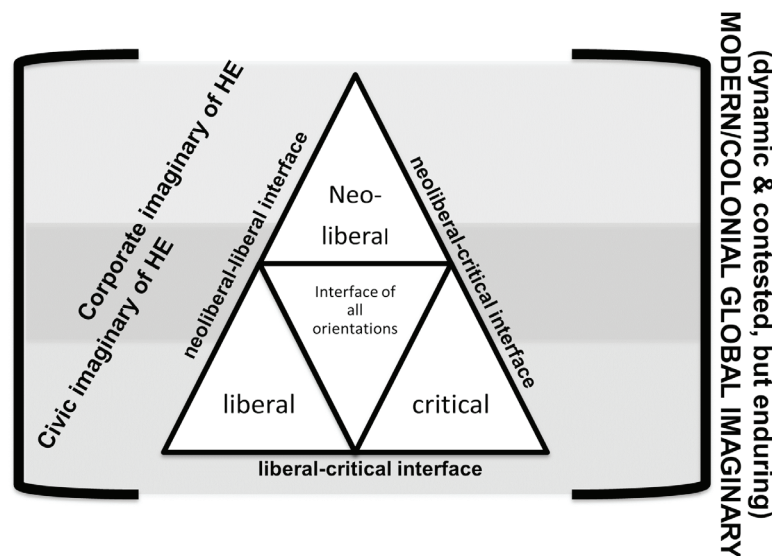 Corporate imaginary of HE
Civic imaginary of HE
neoliberal-liberal interface
neoliberal-critical interface
Neo-
liberal
Interface of
all
orientations
liberal
critical
liberal-critical interface
(dynamic & contested, but enduring)
MODERN/COLONIAL GLOBAL IMAGINARY